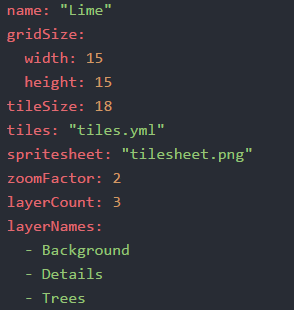 name: "Lime"
gridSize:
  width: 15
  height: 15
tileSize: 18
tiles: "tiles.yml"
spritesheet: "tilesheet.png"
zoomFactor: 2
layerCount: 3
layerNames:
  - Background
  - Details
  - Trees